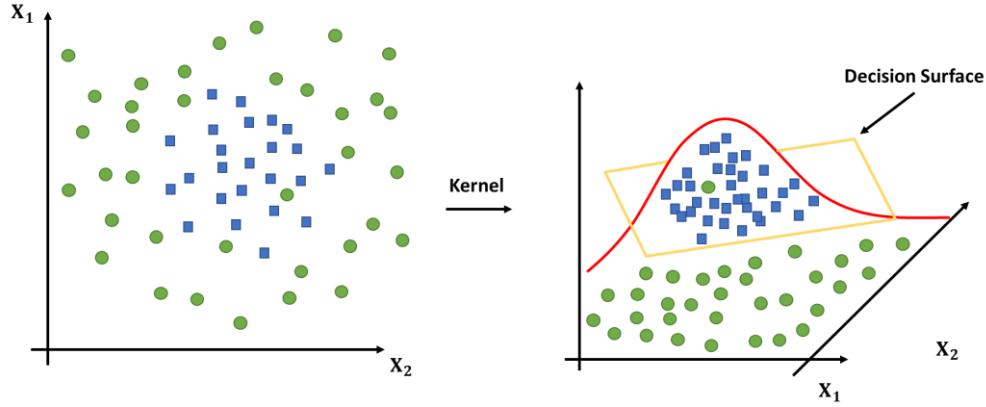 X₁
Decision Surface
Kernel
X₂
X₂
X₁